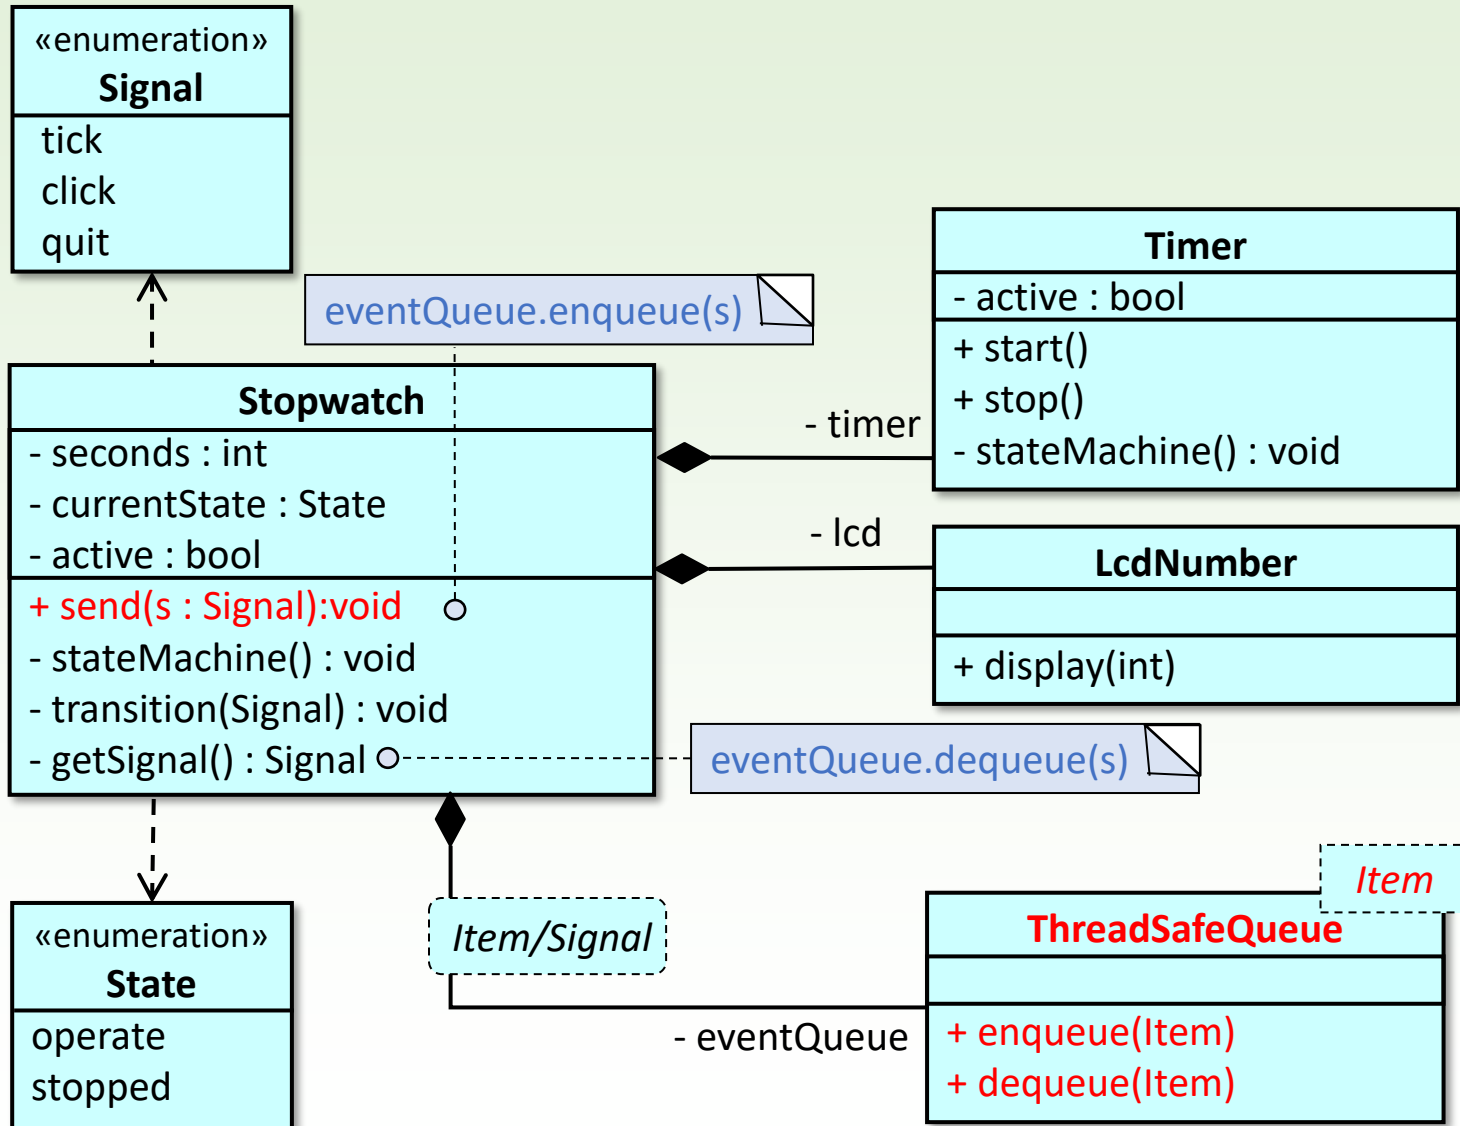 «enumeration»
Signal
tick
click
quit
eventQueue.enqueue(s)
Timer
- active : bool
+ start()
+ stop()
- stateMachine() : void
Stopwatch
- seconds : int
- currentState : State
- active : bool
+ send(s : Signal):void
- stateMachine() : void
- transition(Signal) : void
- getSignal() : Signal
- timer
- lcd
LcdNumber
+ display(int)
eventQueue.dequeue(s)
«enumeration»
State
operate
stopped
Item/Signal
- eventQueue
Item
ThreadSafeQueue
+ enqueue(Item)
+ dequeue(Item)